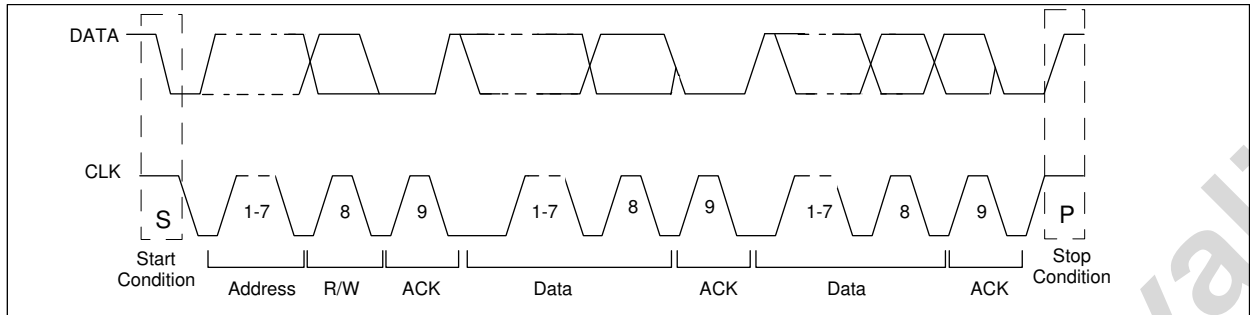 DATA
CLK
S 1-7 8 9 1-7 8 9 1-7 8 9 P
Start
Condition
Address R/W ACK Data ACK Data ACK
Stop
Condition